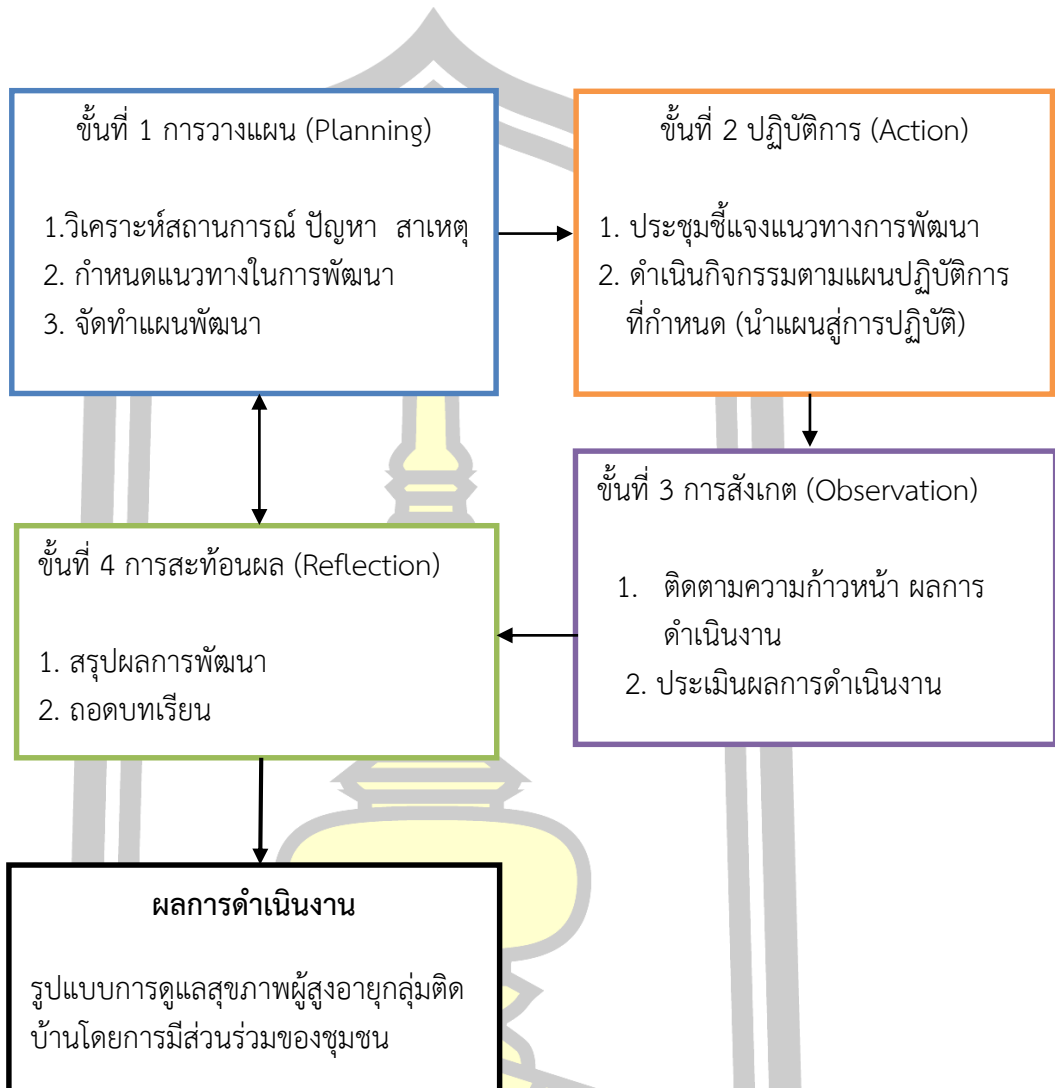 ขั้นที่ 1 การวางแผน (Planning)
1.วิเคราะห์สถานการณ์ ปัญหา สาเหตุ
2. กำหนดแนวทางในการพัฒนา
3. จัดทำแผนพัฒนา
ขั้นที่ 2 ปฏิบัติการ (Action)
1. ประชุมชี้แจงแนวทางการพัฒนา
2. ดำเนินกิจกรรมตามแผนปฏิบัติการ
ที่กำหนด (นำแผนสู่การปฏิบัติ)
ขั้นที่ 3 การสังเกต (Observation)
1. ติดตามความก้าวหน้า ผลการ
ดำเนินงาน
2. ประเมินผลการดำเนินงาน
ขั้นที่ 4 การสะท้อนผล (Reflection)
1. สรุปผลการพัฒนา
2. ถอดบทเรียน
ผลการดำเนินงาน
รูปแบบการดูแลสุขภาพผู้สูงอายุกลุ่มติด
บ้านโดยการมีส่วนร่วมของชุมชน